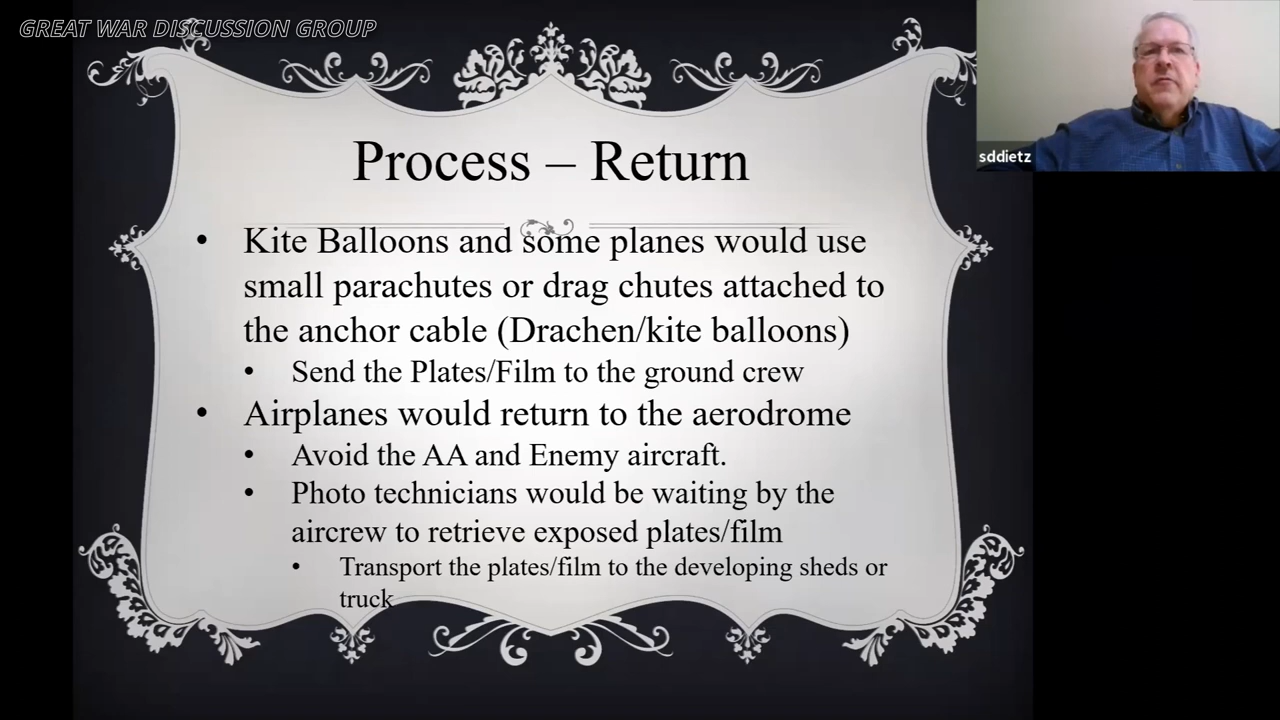 GREAT WAR DISCUSSION GROUP
sddietz
Process – Return
• Kite Balloons and some planes would use
small parachutes or drag chutes attached to
the anchor cable (Drachen/kite balloons)
• Send the Plates/Film to the ground crew
• Airplanes would return to the aerodrome
• Avoid the AA and Enemy aircraft.
• Photo technicians would be waiting by the
aircrew to retrieve exposed plates/film
• Transport the plates/film to the developing sheds or
truck